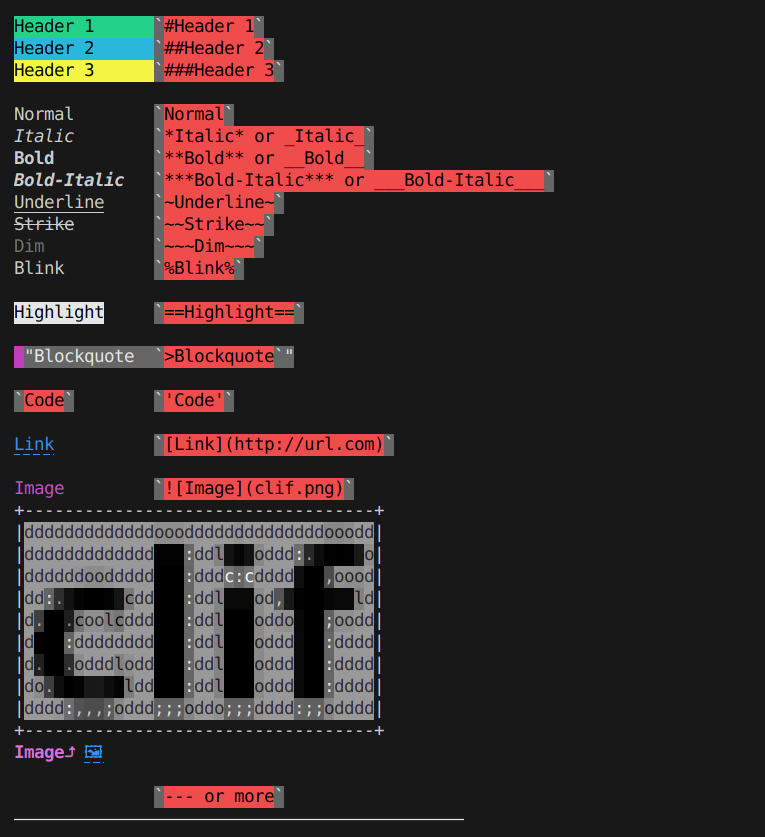 Header 1      `#Header 1`
Header 2      `##Header 2`
Header 3      `###Header 3`
Normal        `Normal`
Italic        `*Italic* or _Italic_`
Bold          `**Bold** or __Bold__`
Bold-Italic   `***Bold-Italic*** or ___Bold-Italic___`
Underline     `~Underline~`
Strike        `~~Strike~~`
Dim           `~~~Dim~~~`
Blink         `%Blink%`
Highlight     `==Highlight==`
"Blockquote  `>Blockquote`"
`Code`        `'Code'`
Link          `[Link](http://url.com)`
Image         `![Image](clif.png)`
+-----------------------------------+
|dddddddddddddoooddddddddddddddooodd|
|ddddddddddddd   :ddl   oddd:.     o|
|ddddddooddddd   :dddc:cdddd   ,oood|
|dd:.      cdd   :ddl   od,       ld|
|d.  .coolcddd   :ddl   oddo   ;oodd|
|d   :dddddddd   :ddl   oddd   :dddd|
|d.  .odddlodd   :ddl   oddd   :dddd|
|do.       ldd   :ddl   oddd   :dddd|
|dddd:,,,;oddd;;;oddo;;;dddd:;;odddd|
+-----------------------------------+
Image⤴ 🖼
`--- or more`